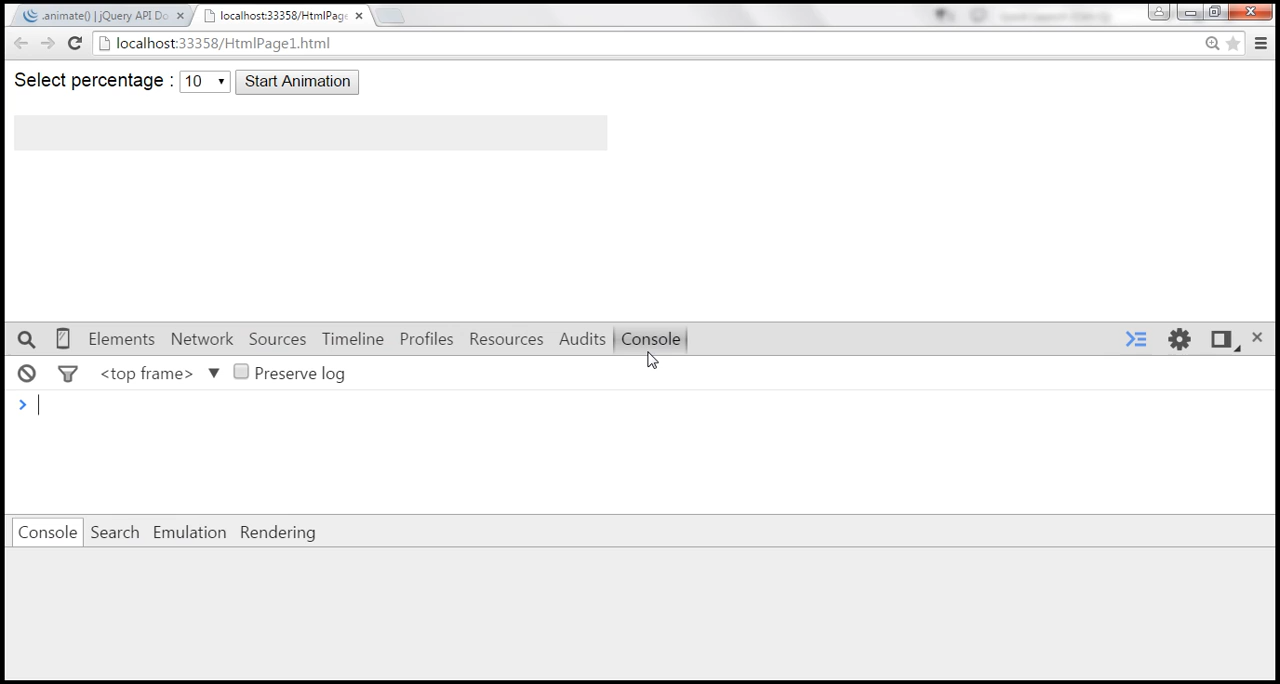 .animate() | jQuery API Do
localhost:33358/HtmlPage
localhost:33358/HtmlPage1.html
Select percentage : 10 Start Animation
Elements Network Sources Timeline Profiles Resources Audits Console
<top frame> Preserve log
Console Search Emulation Rendering